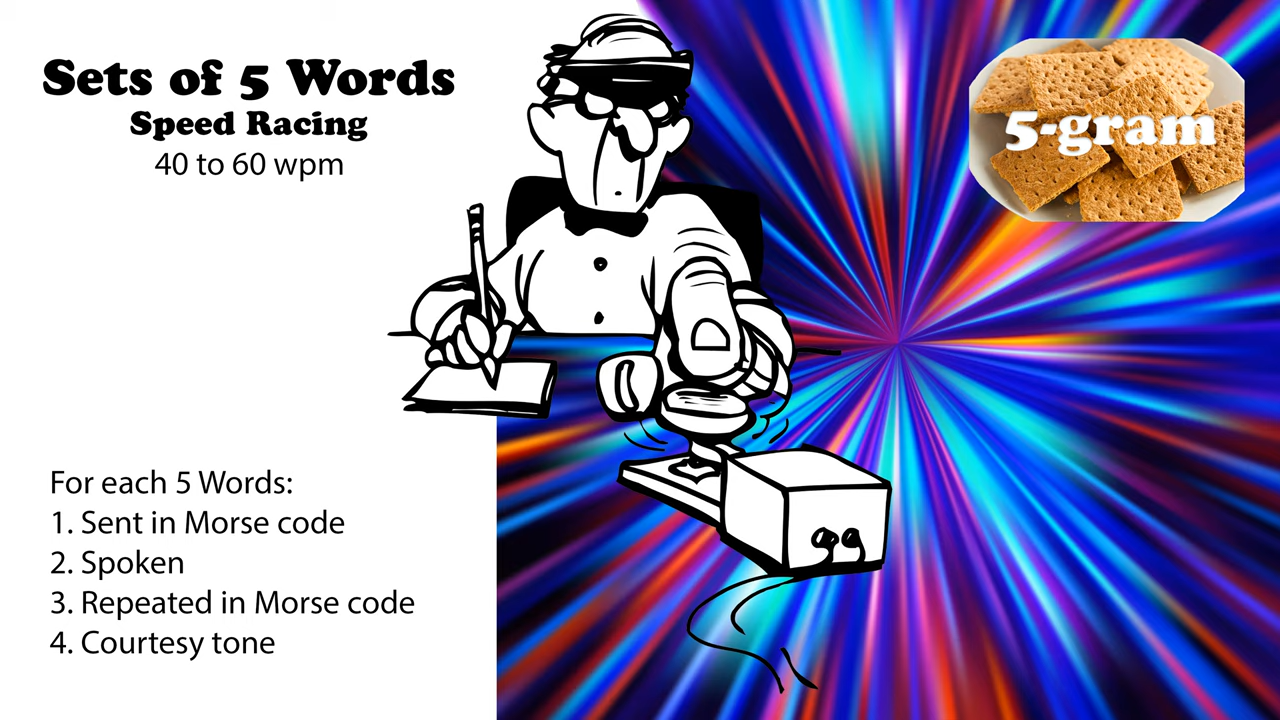 Sets of 5 Words
Speed Racing
40 to 60 wpm
5-gram
For each 5 Words:
1. Sent in Morse code
2. Spoken
3. Repeated in Morse code
4. Courtesy tone